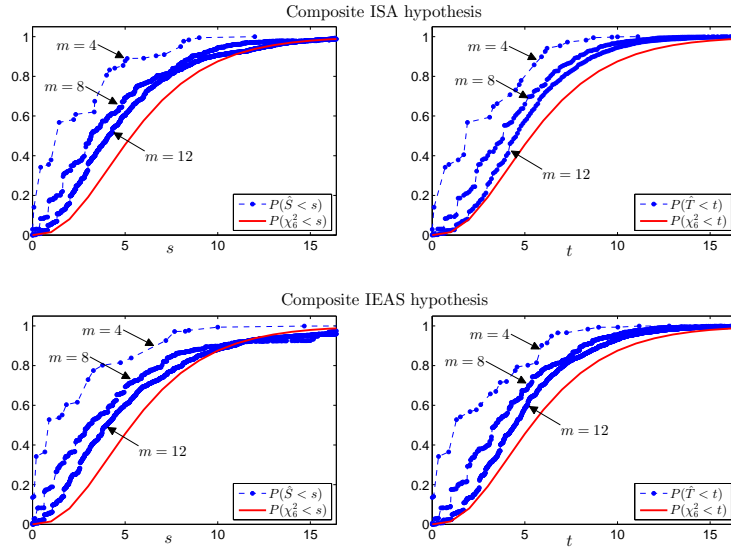 Composite ISA hypothesis
1
0.8
0.6
0.4
0.2
0
0 5 10 15
s
m = 4
m = 8
m = 12
P(Ŝ < s)
P(χ²₆ < s)
1
0.8
0.6
0.4
0.2
0
0 5 10 15
t
m = 4
m = 8
m = 12
P(T̂ < t)
P(χ²₆ < t)
Composite IEAS hypothesis
1
0.8
0.6
0.4
0.2
0
0 5 10 15
s
m = 4
m = 8
m = 12
P(Ŝ < s)
P(χ²₆ < s)
1
0.8
0.6
0.4
0.2
0
0 5 10 15
t
m = 4
m = 8
m = 12
P(T̂ < t)
P(χ²₆ < t)